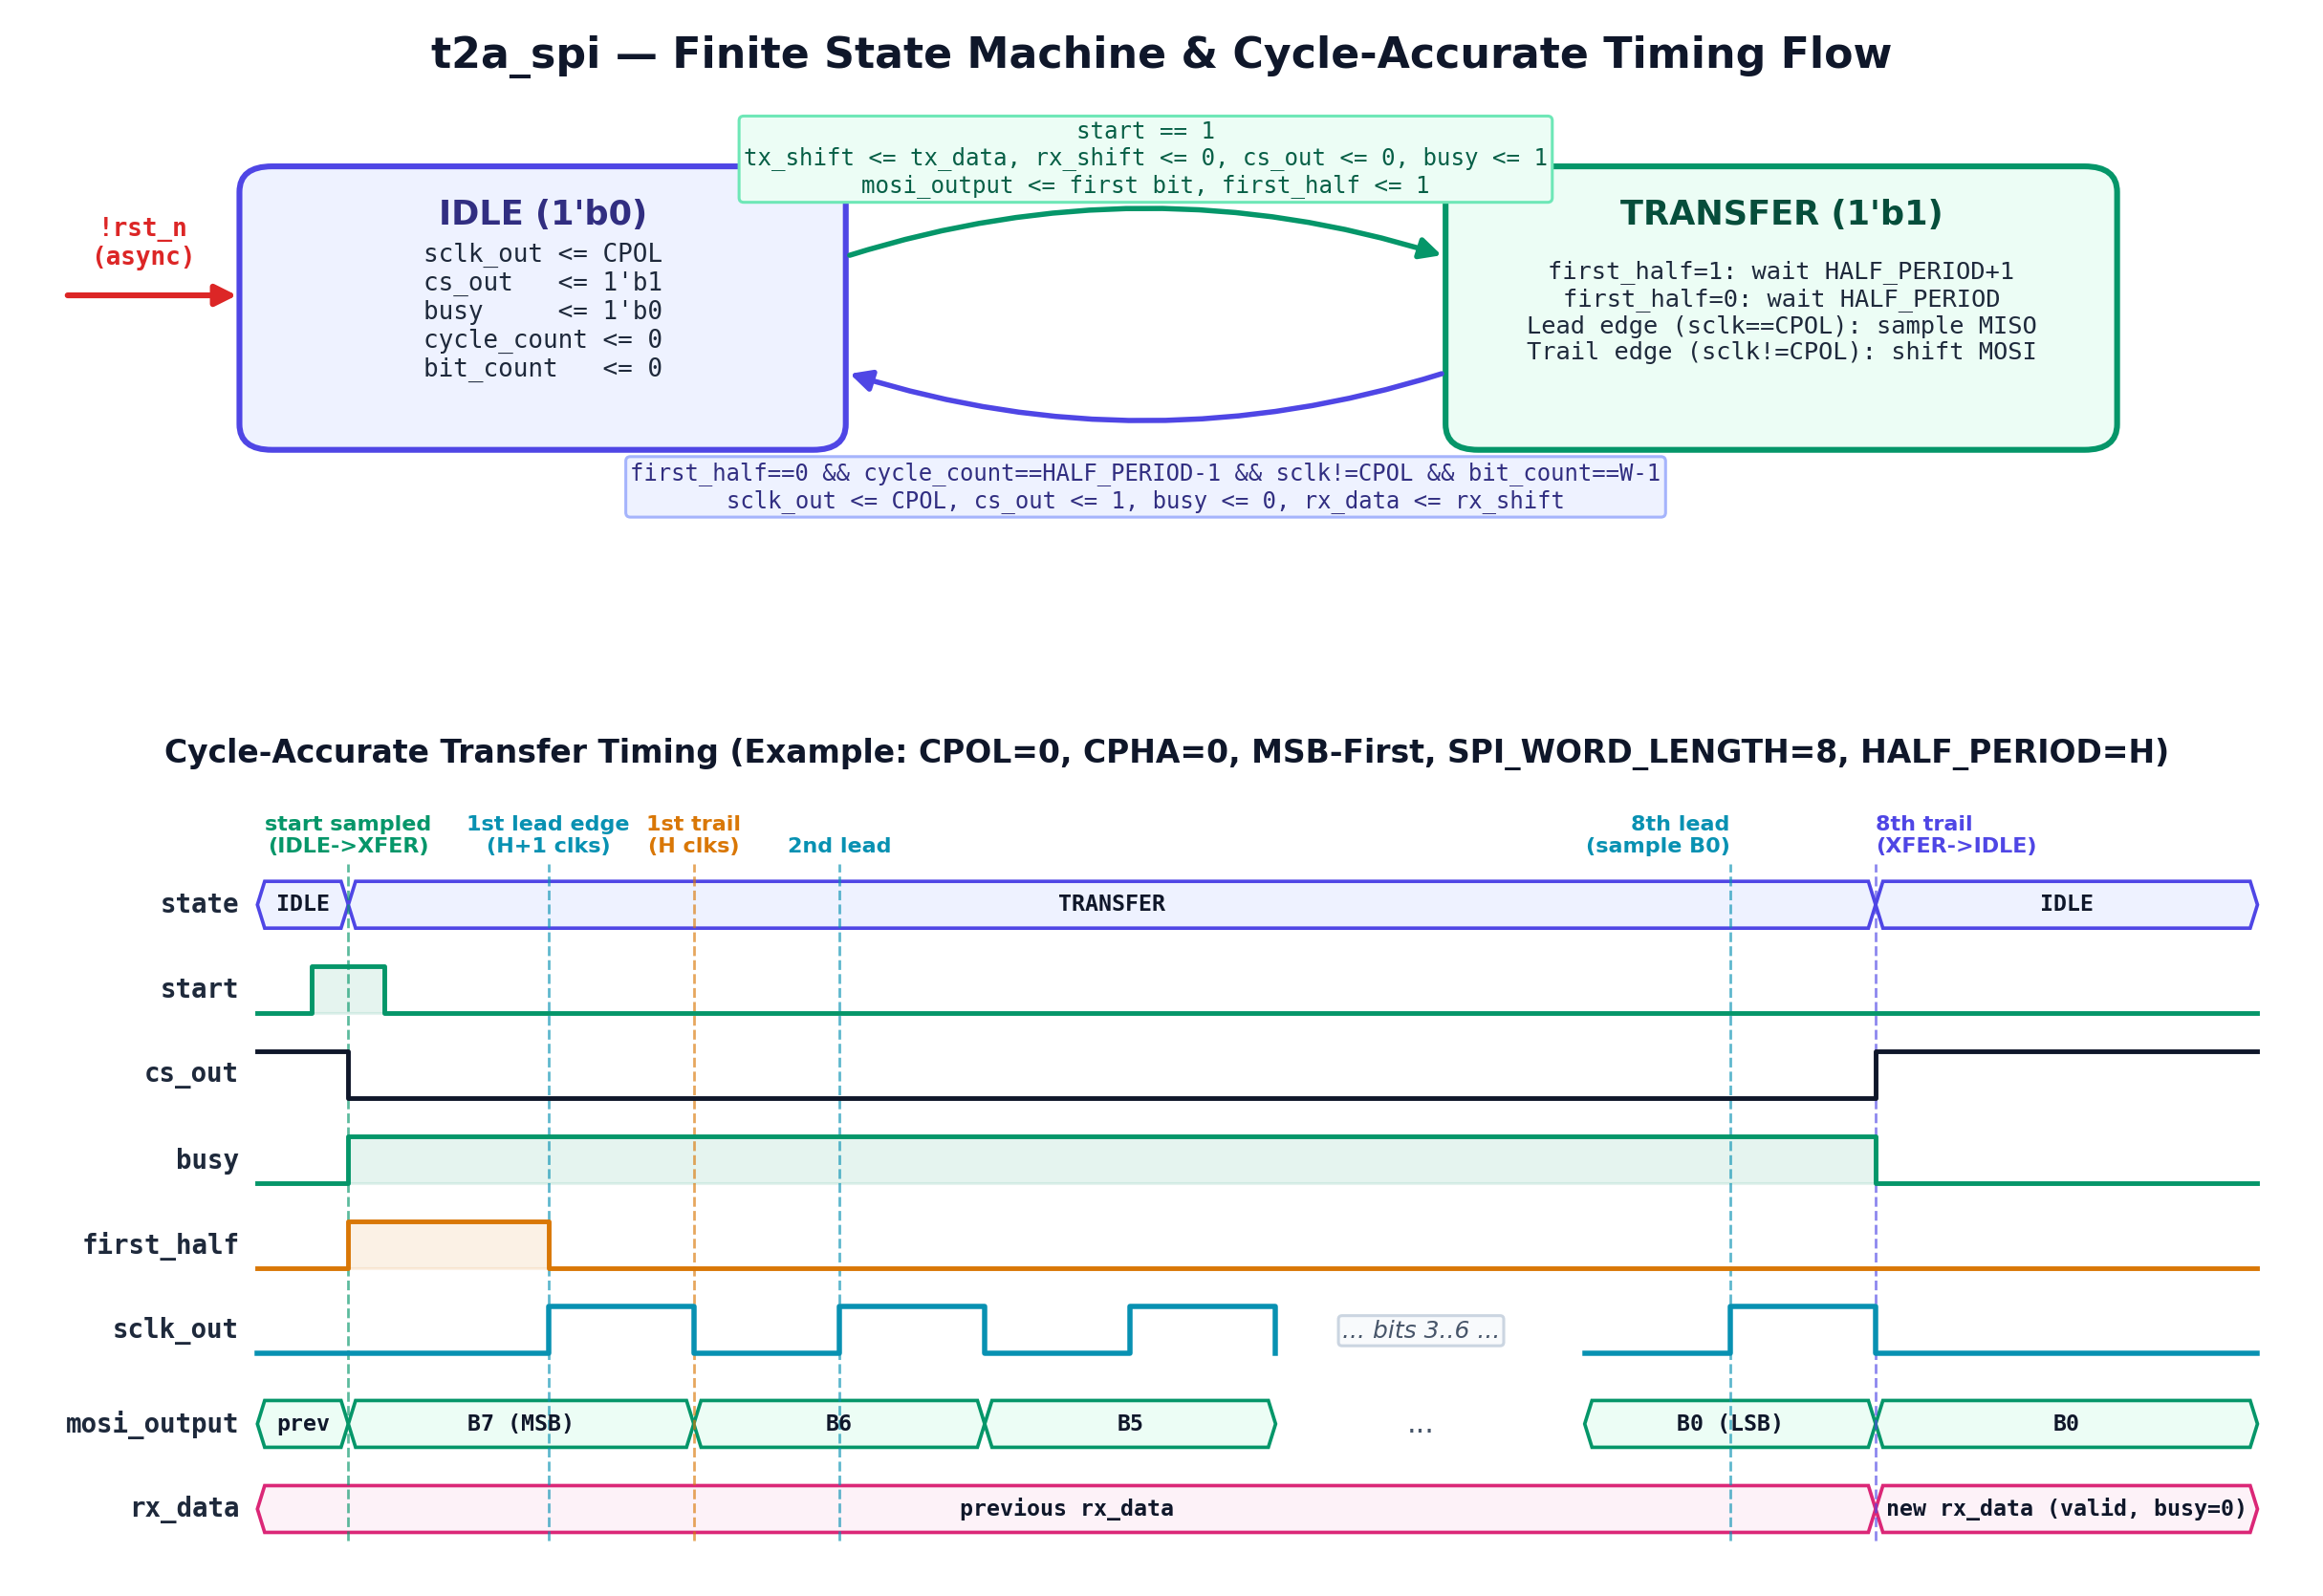 t2a_spi — Finite State Machine & Cycle-Accurate Timing Flow
start == 1
tx_shift <= tx_data, rx_shift <= 0, cs_out <= 0, busy <= 1
mosi_output <= first bit, first_half <= 1
!rst_n
(async)
IDLE (1'b0)
sclk_out <= CPOL
cs_out   <= 1'b1
busy     <= 1'b0
cycle_count <= 0
bit_count   <= 0
TRANSFER (1'b1)
first_half=1: wait HALF_PERIOD+1
first_half=0: wait HALF_PERIOD
Lead edge (sclk==CPOL): sample MISO
Trail edge (sclk!=CPOL): shift MOSI
first_half==0 && cycle_count==HALF_PERIOD-1 && sclk!=CPOL && bit_count==W-1
sclk_out <= CPOL, cs_out <= 1, busy <= 0, rx_data <= rx_shift
Cycle-Accurate Transfer Timing (Example: CPOL=0, CPHA=0, MSB-First, SPI_WORD_LENGTH=8, HALF_PERIOD=H)
start sampled
(IDLE->XFER)
1st lead edge
(H+1 clks)
1st trail
(H clks)
2nd lead
8th lead
(sample B0)
8th trail
(XFER->IDLE)
state IDLE TRANSFER IDLE
start
cs_out
busy
first_half
sclk_out ... bits 3..6 ...
mosi_output prev B7 (MSB) B6 B5 ... B0 (LSB) B0
rx_data previous rx_data new rx_data (valid, busy=0)